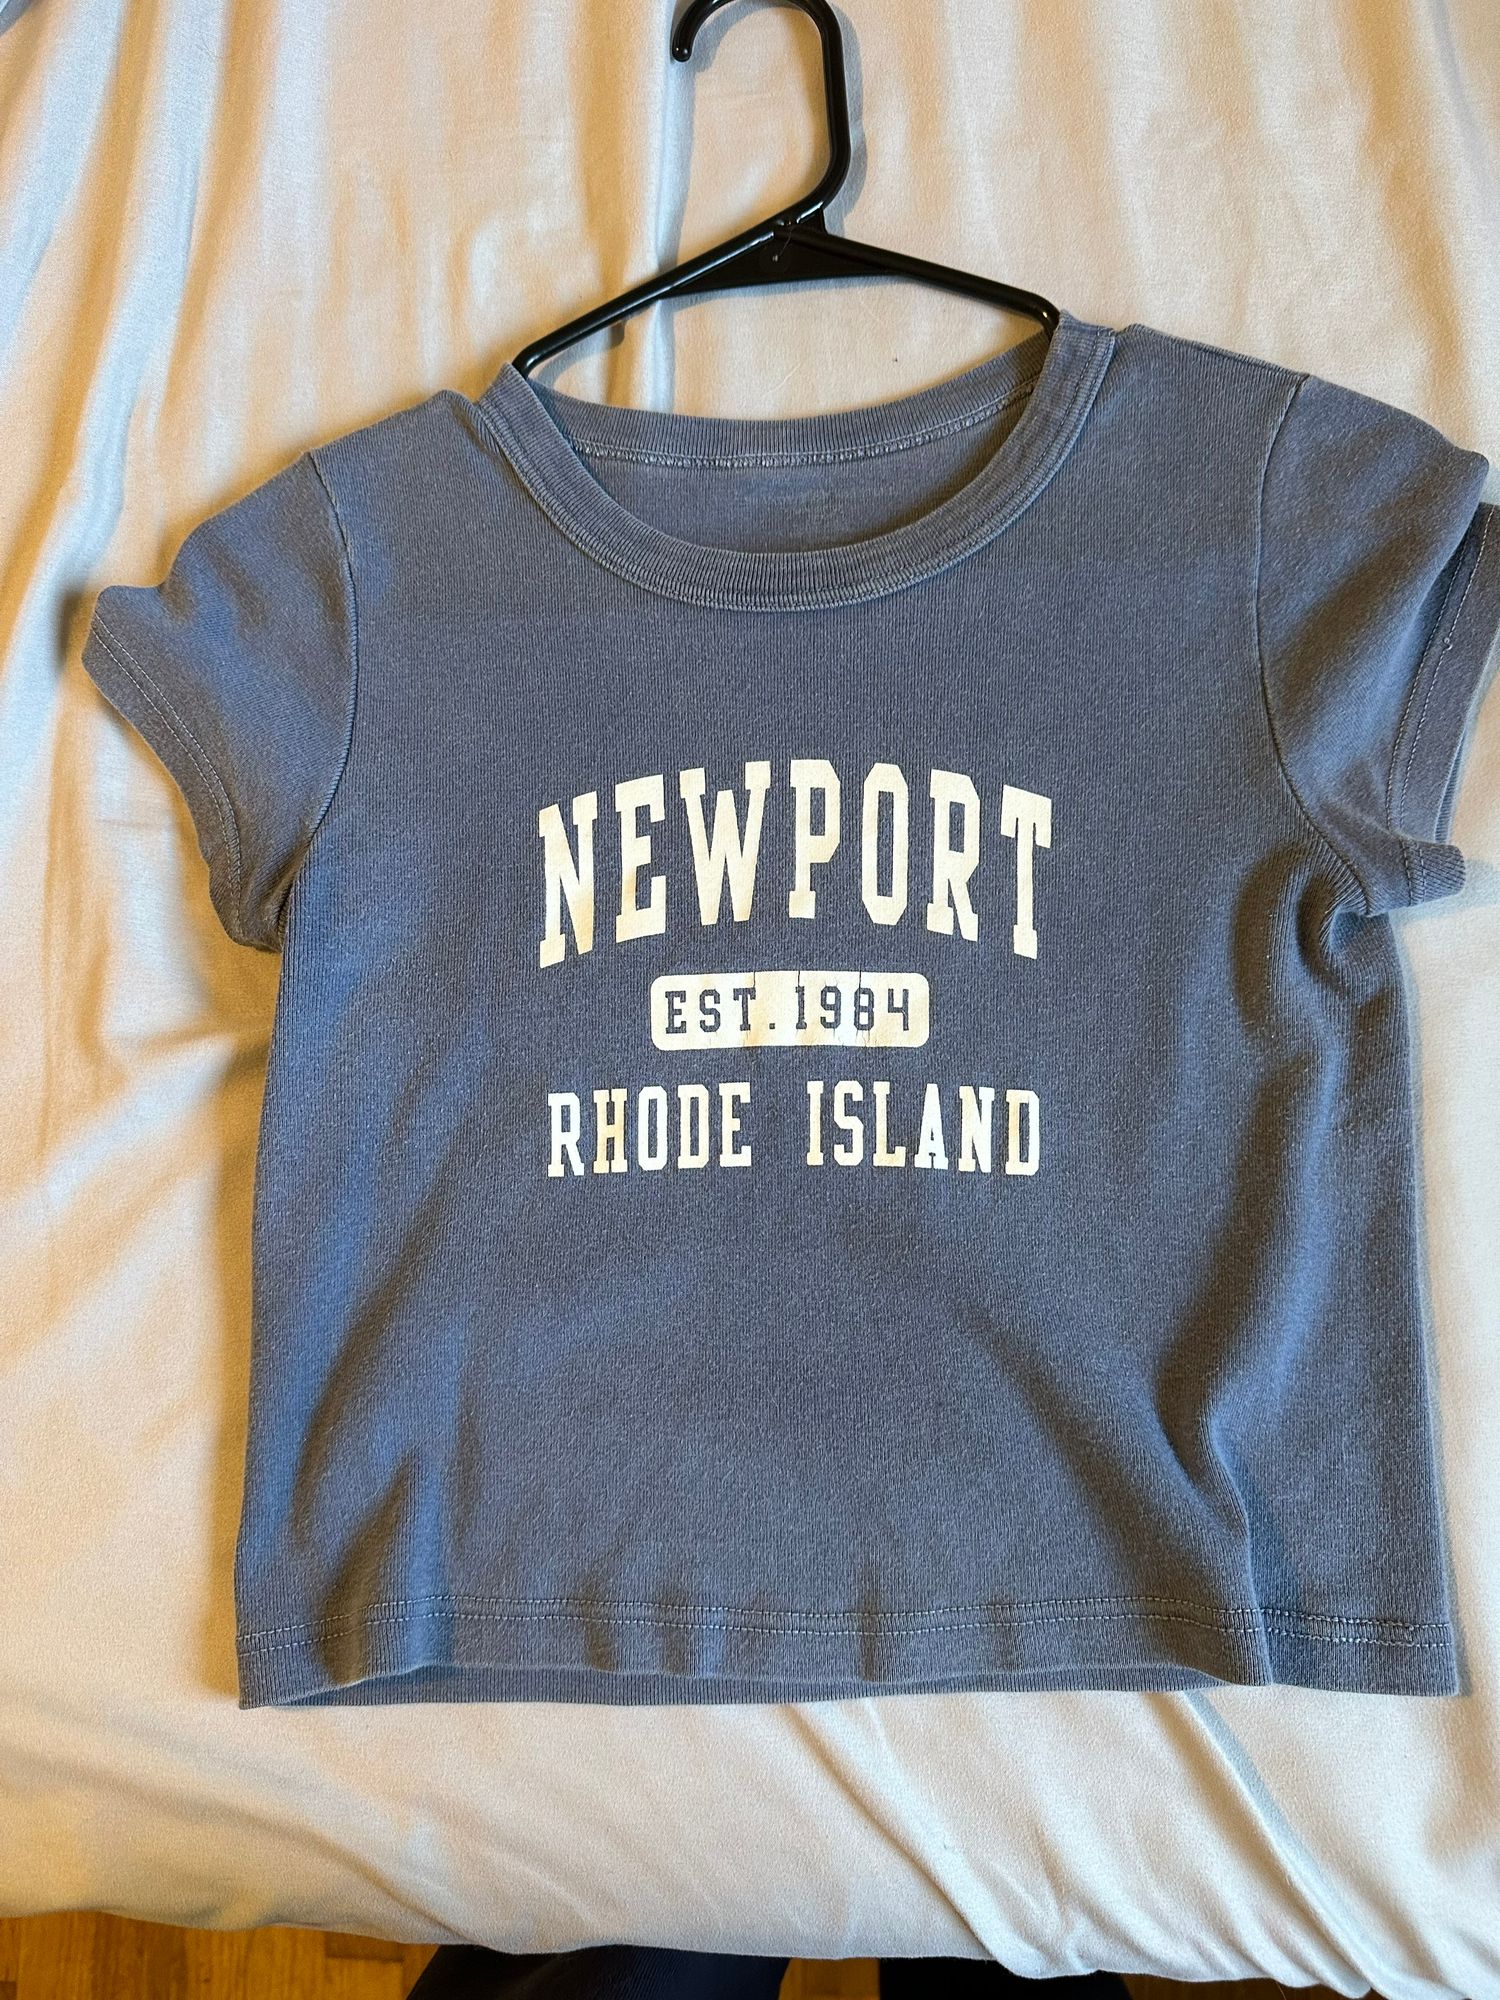 NEWPORT
EST. 1984
RHODE ISLAND